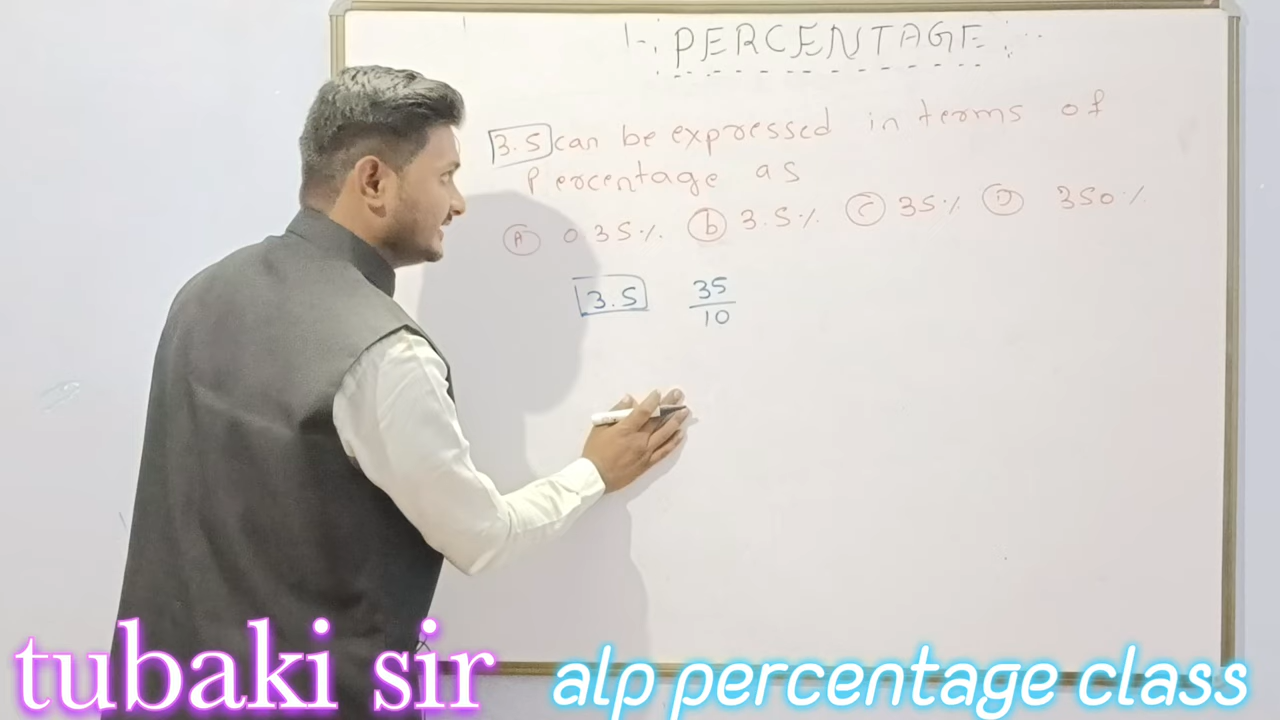 1-: PERCENTAGE :-
3.5 can be expressed in terms of
Percentage as
(A) 0.35% (b) 3.5% (C) 35% (D) 350%
3.5 35/10
tubaki sir alp percentage class